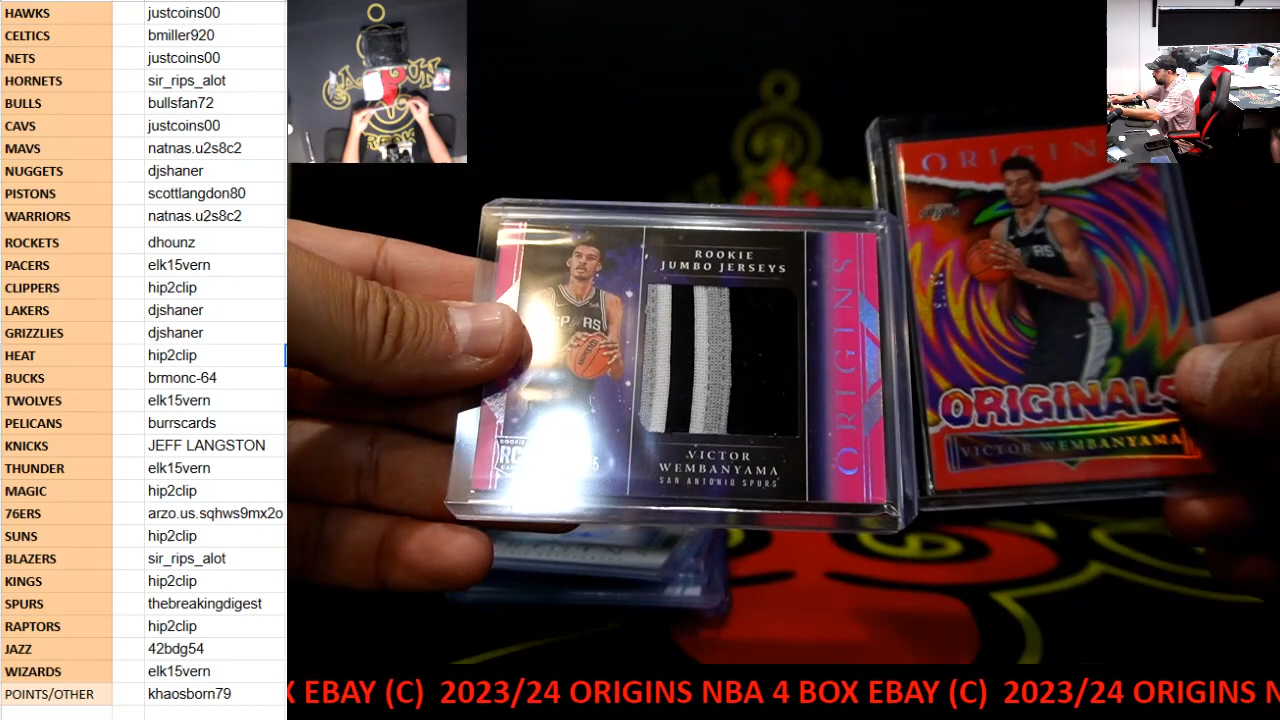 HAWKS justcoins00
CELTICS bmiller920
NETS justcoins00
HORNETS sir_rips_alot
BULLS bullsfan72
CAVS justcoins00
MAVS natnas.u2s8c2
NUGGETS djshaner
PISTONS scottlangdon80
WARRIORS natnas.u2s8c2
ROCKETS dhounz
PACERS elk15vern
CLIPPERS hip2clip
LAKERS djshaner
GRIZZLIES djshaner
HEAT hip2clip
BUCKS brmonc-64
TWOLVES elk15vern
PELICANS burrscards
KNICKS JEFF LANGSTON
THUNDER elk15vern
MAGIC hip2clip
76ERS arzo.us.sqhws9mx2o
SUNS hip2clip
BLAZERS sir_rips_alot
KINGS hip2clip
SPURS thebreakingdigest
RAPTORS hip2clip
JAZZ 42bdg54
WIZARDS elk15vern
POINTS/OTHER khaosborn79
ROOKIE
JUMBO JERSEYS
VICTOR
WEMBANYAMA
SAN ANTONIO SPURS
ORIGINS
ORIGIN
ORIGINALS
VICTOR WEMBANYAMA
X EBAY (C) 2023/24 ORIGINS NBA 4 BOX EBAY (C) 2023/24 ORIGINS N